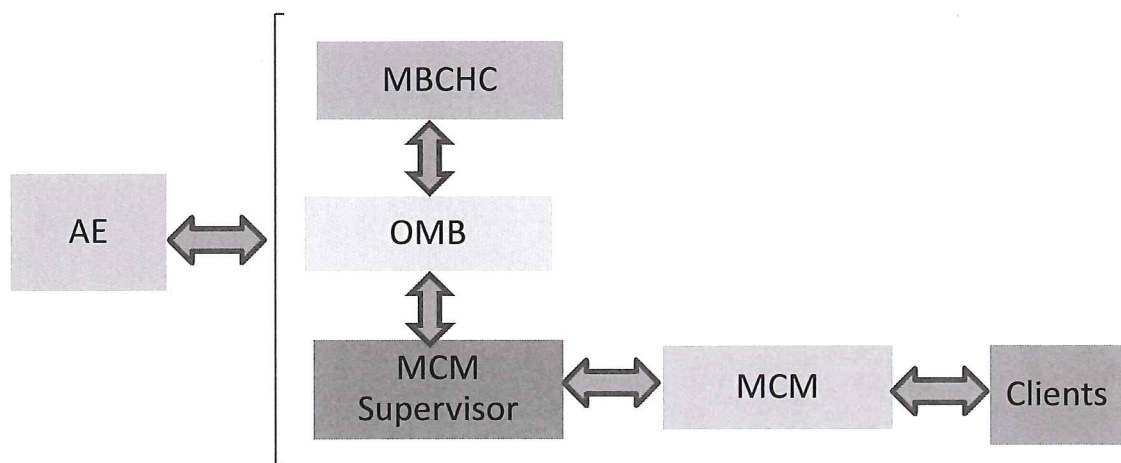 MBCHC
AE
OMB
MCM
Supervisor
MCM
Clients